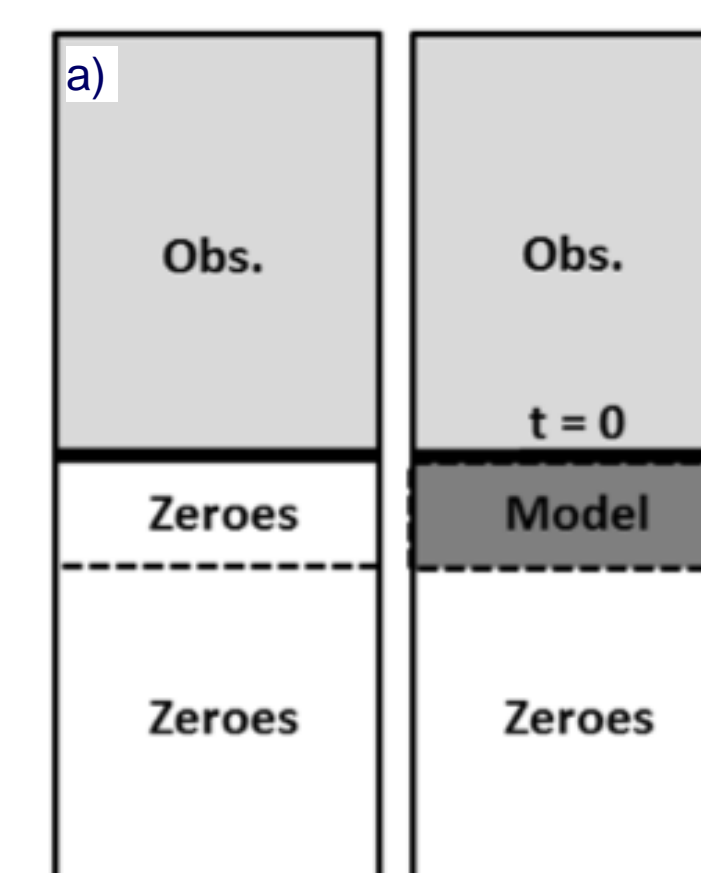 a)
Obs.
Obs.
t = 0
Zeroes
Model
Zeroes
Zeroes